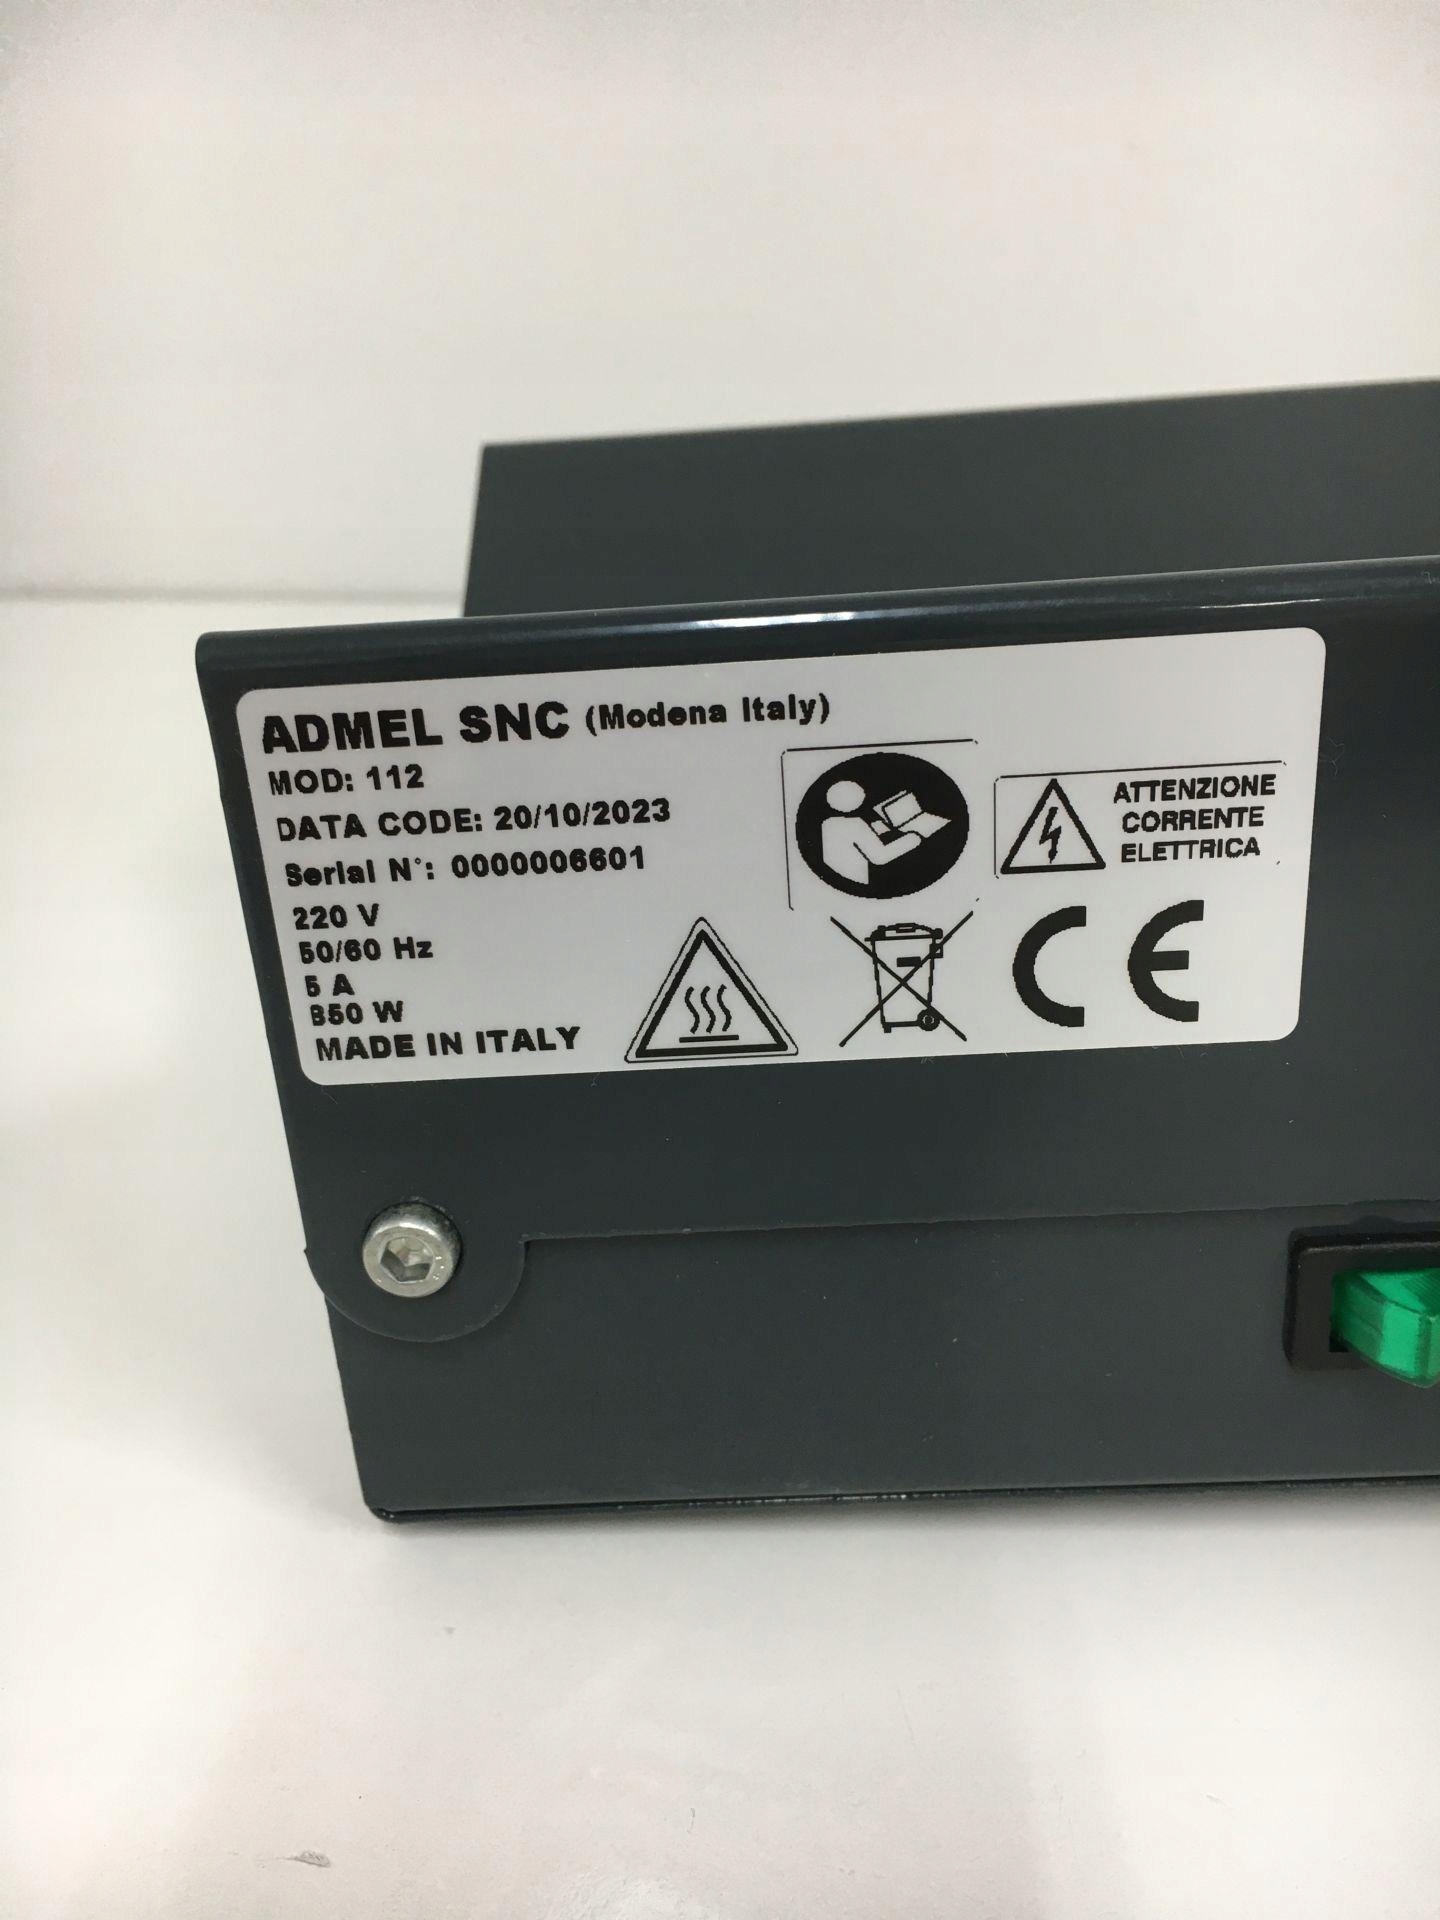 ADMEL SNC (Modena Italy)
MOD: 112
DATA CODE: 20/10/2023
Serial N°: 0000006601
220 V
50/60 Hz
5 A
850 W
MADE IN ITALY
ATTENZIONE
CORRENTE
ELETTRICA
CE